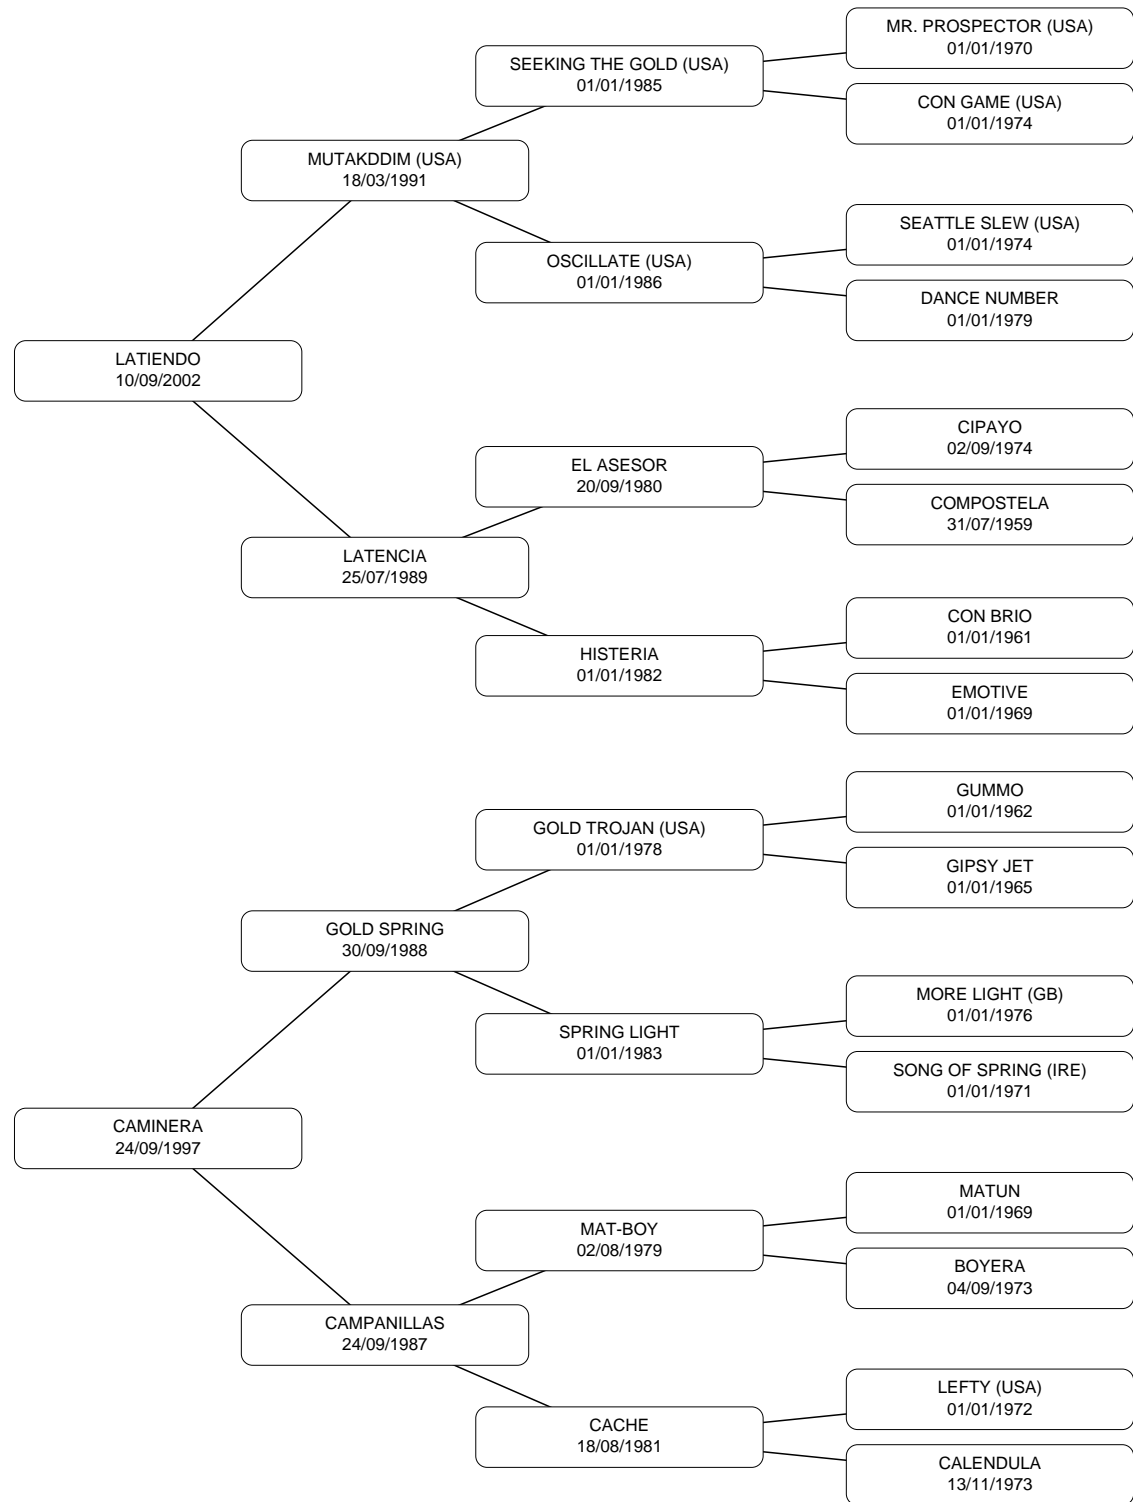 MR. PROSPECTOR (USA)
01/01/1970
SEEKING THE GOLD (USA)
01/01/1985
CON GAME (USA)
01/01/1974
MUTAKDDIM (USA)
18/03/1991
SEATTLE SLEW (USA)
01/01/1974
OSCILLATE (USA)
01/01/1986
DANCE NUMBER
01/01/1979
LATIENDO
10/09/2002
CIPAYO
02/09/1974
EL ASESOR
20/09/1980
COMPOSTELA
31/07/1959
LATENCIA
25/07/1989
CON BRIO
01/01/1961
HISTERIA
01/01/1982
EMOTIVE
01/01/1969
GUMMO
01/01/1962
GOLD TROJAN (USA)
01/01/1978
GIPSY JET
01/01/1965
GOLD SPRING
30/09/1988
MORE LIGHT (GB)
01/01/1976
SPRING LIGHT
01/01/1983
SONG OF SPRING (IRE)
01/01/1971
CAMINERA
24/09/1997
MATUN
01/01/1969
MAT-BOY
02/08/1979
BOYERA
04/09/1973
CAMPANILLAS
24/09/1987
LEFTY (USA)
01/01/1972
CACHE
18/08/1981
CALENDULA
13/11/1973